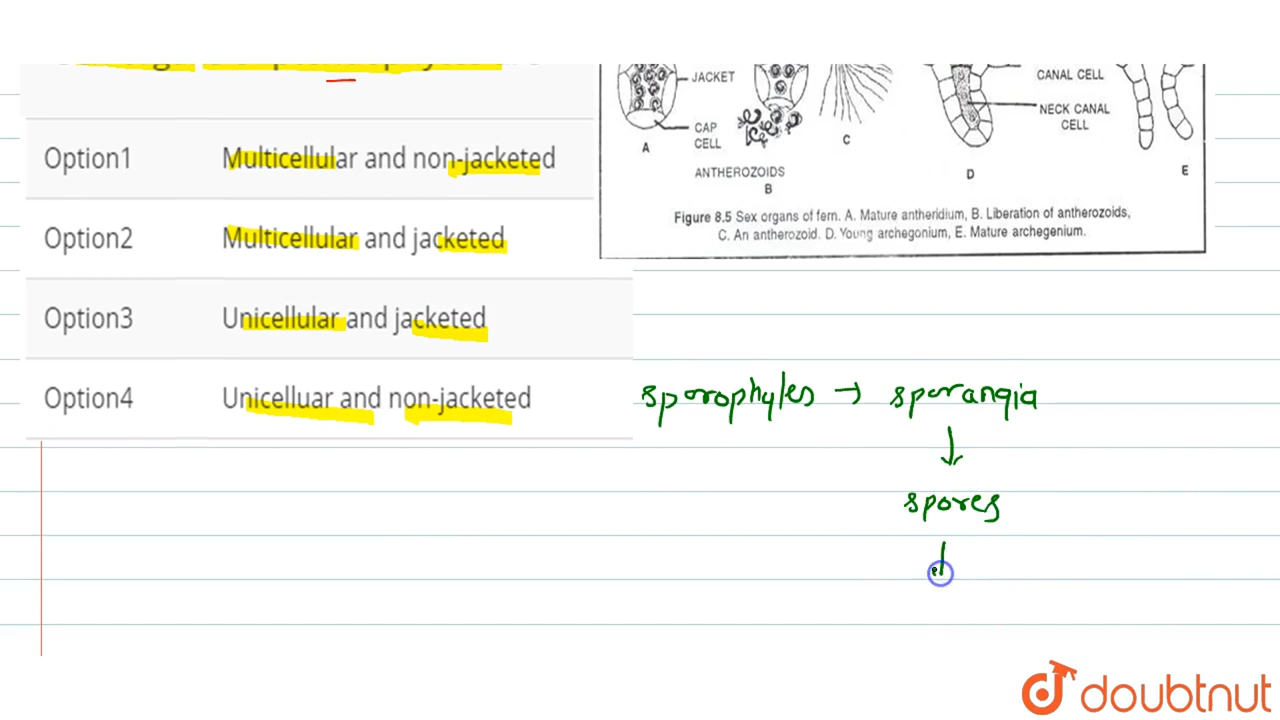 Option1 Multicellular and non-jacketed
Option2 Multicellular and jacketed
Option3 Unicellular and jacketed
Option4 Unicelluar and non-jacketed
JACKET
CAP
CELL
A
ANTHEROZOIDS
B
C
CANAL CELL
NECK CANAL
CELL
D
E
Figure 8.5 Sex organs of fern. A. Mature antheridium, B. Liberation of antherozoids,
C. An antherozoid. D. Young archegonium, E. Mature archegenium.
sporophyles → sporangia
↓
spores
doubtnut